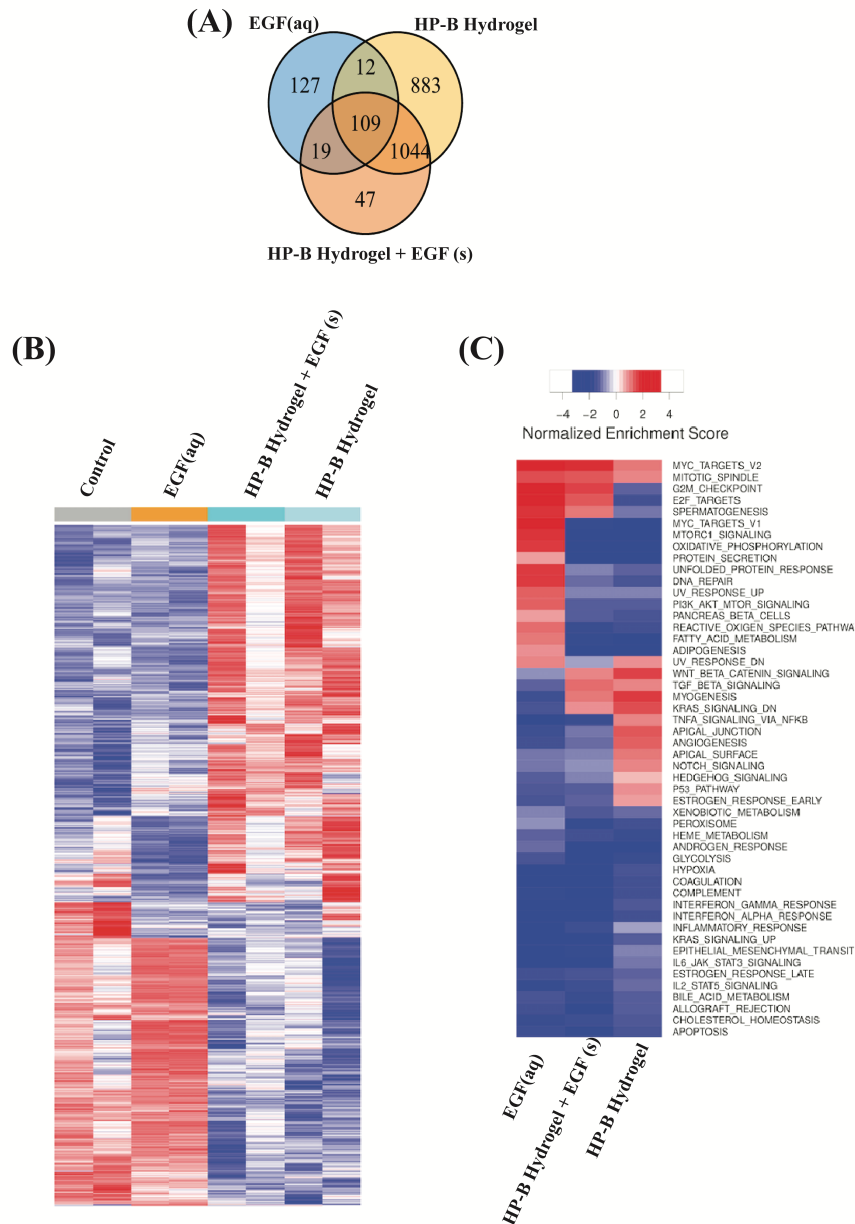 (A)
EGF(aq)
HP-B Hydrogel
12
127
883
109
19
1044
47
HP-B Hydrogel + EGF (s)
(B)
Control
EGF(aq)
HP-B Hydrogel + EGF (s)
HP-B Hydrogel
(C)
−4 −2 0 2 4
Normalized Enrichment Score
MYC_TARGETS_V2
MITOTIC_SPINDLE
G2M_CHECKPOINT
E2F_TARGETS
SPERMATOGENESIS
MYC_TARGETS_V1
MTORC1_SIGNALING
OXIDATIVE_PHOSPHORYLATION
PROTEIN_SECRETION
UNFOLDED_PROTEIN_RESPONSE
DNA_REPAIR
UV_RESPONSE_UP
PI3K_AKT_MTOR_SIGNALING
PANCREAS_BETA_CELLS
REACTIVE_OXIGEN_SPECIES_PATHWA
FATTY_ACID_METABOLISM
ADIPOGENESIS
UV_RESPONSE_DN
WNT_BETA_CATENIN_SIGNALING
TGF_BETA_SIGNALING
MYOGENESIS
KRAS_SIGNALING_DN
TNFA_SIGNALING_VIA_NFKB
APICAL_JUNCTION
ANGIOGENESIS
APICAL_SURFACE
NOTCH_SIGNALING
HEDGEHOG_SIGNALING
P53_PATHWAY
ESTROGEN_RESPONSE_EARLY
XENOBIOTIC_METABOLISM
PEROXISOME
HEME_METABOLISM
ANDROGEN_RESPONSE
GLYCOLYSIS
HYPOXIA
COAGULATION
COMPLEMENT
INTERFERON_GAMMA_RESPONSE
INTERFERON_ALPHA_RESPONSE
INFLAMMATORY_RESPONSE
KRAS_SIGNALING_UP
EPITHELIAL_MESENCHYMAL_TRANSIT
IL6_JAK_STAT3_SIGNALING
ESTROGEN_RESPONSE_LATE
IL2_STAT5_SIGNALING
BILE_ACID_METABOLISM
ALLOGRAFT_REJECTION
CHOLESTEROL_HOMEOSTASIS
APOPTOSIS
EGF(aq)
HP-B Hydrogel + EGF (s)
HP-B Hydrogel